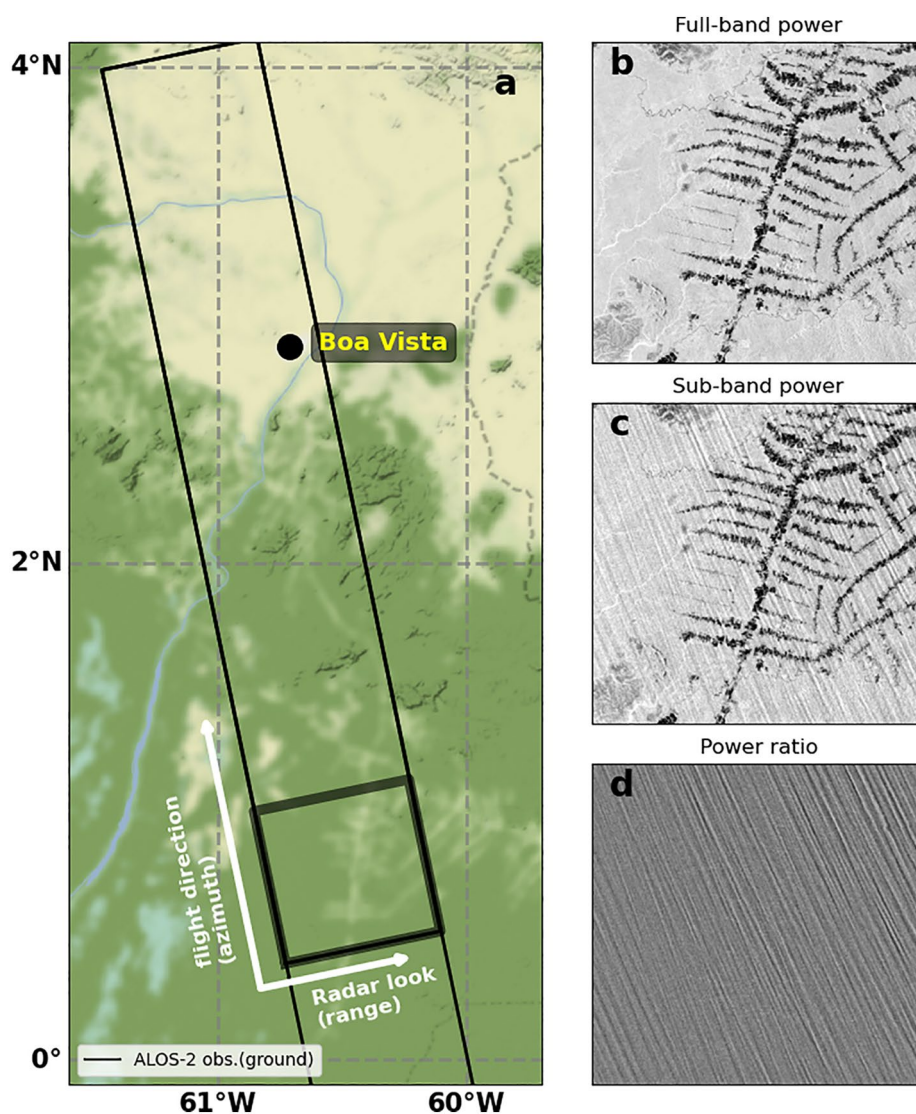 Full-band power
4°N
a
b
Boa Vista
Sub-band power
c
2°N
Power ratio
d
flight direction
(azimuth)
Radar look
(range)
0°
ALOS-2 obs.(ground)
61°W
60°W